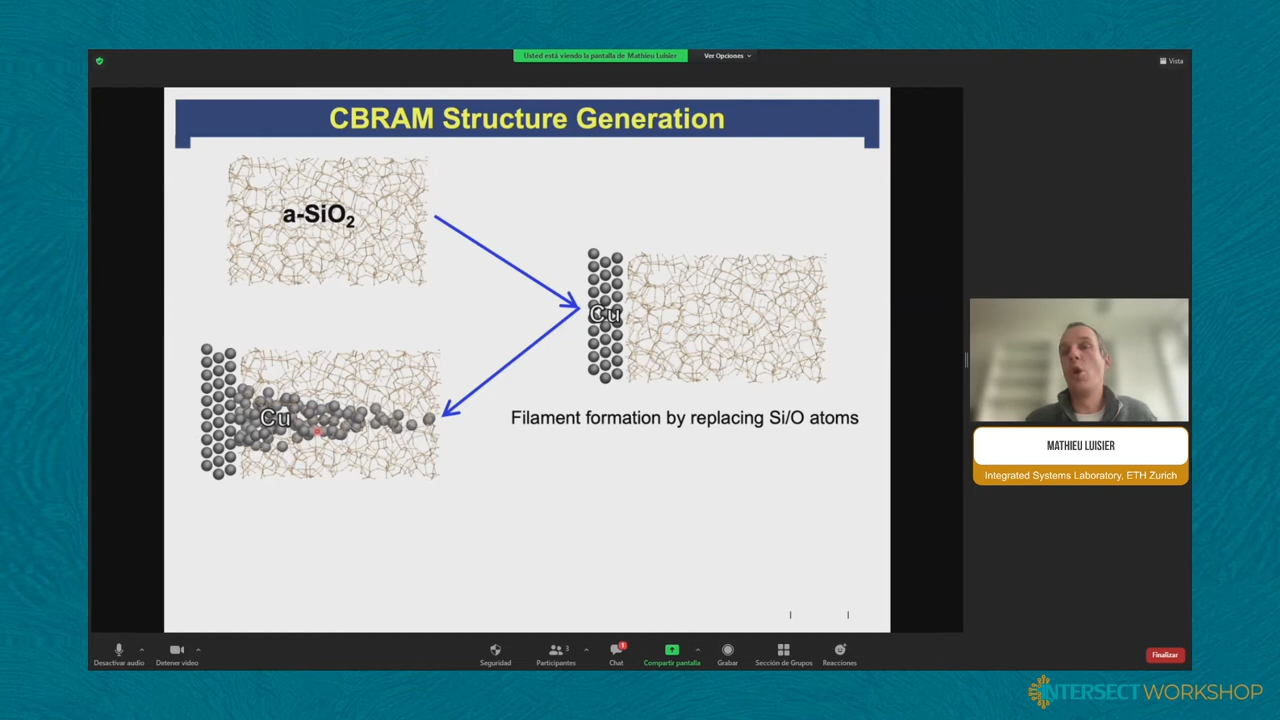 Usted está viendo la pantalla de Mathieu Luisier
Ver Opciones
Vista
CBRAM Structure Generation
a-SiO2
Cu
Cu
Filament formation by replacing Si/O atoms
MATHIEU LUISIER
Integrated Systems Laboratory, ETH Zurich
Desactivar audio
Detener video
Seguridad
3
Participantes
1
Chat
Compartir pantalla
Grabar
Sección de Grupos
Reacciones
Finalizar
INTERSECT WORKSHOP